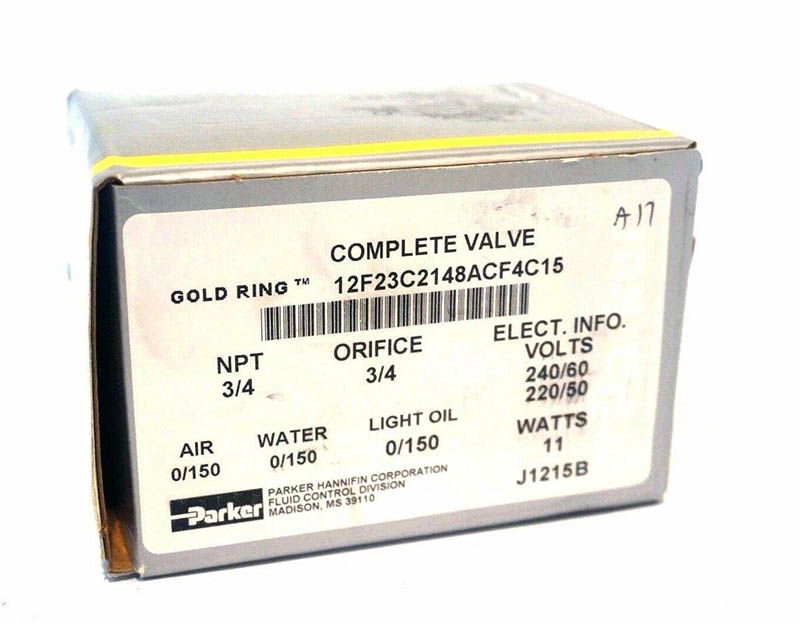 A17
COMPLETE VALVE
GOLD RING™ 12F23C2148ACF4C15
NPT
3/4
ORIFICE
3/4
ELECT. INFO.
VOLTS
240/60
220/50
AIR
0/150
WATER
0/150
LIGHT OIL
0/150
WATTS
11
J1215B
Parker
PARKER HANNIFIN CORPORATION
FLUID CONTROL DIVISION
MADISON, MS 39110